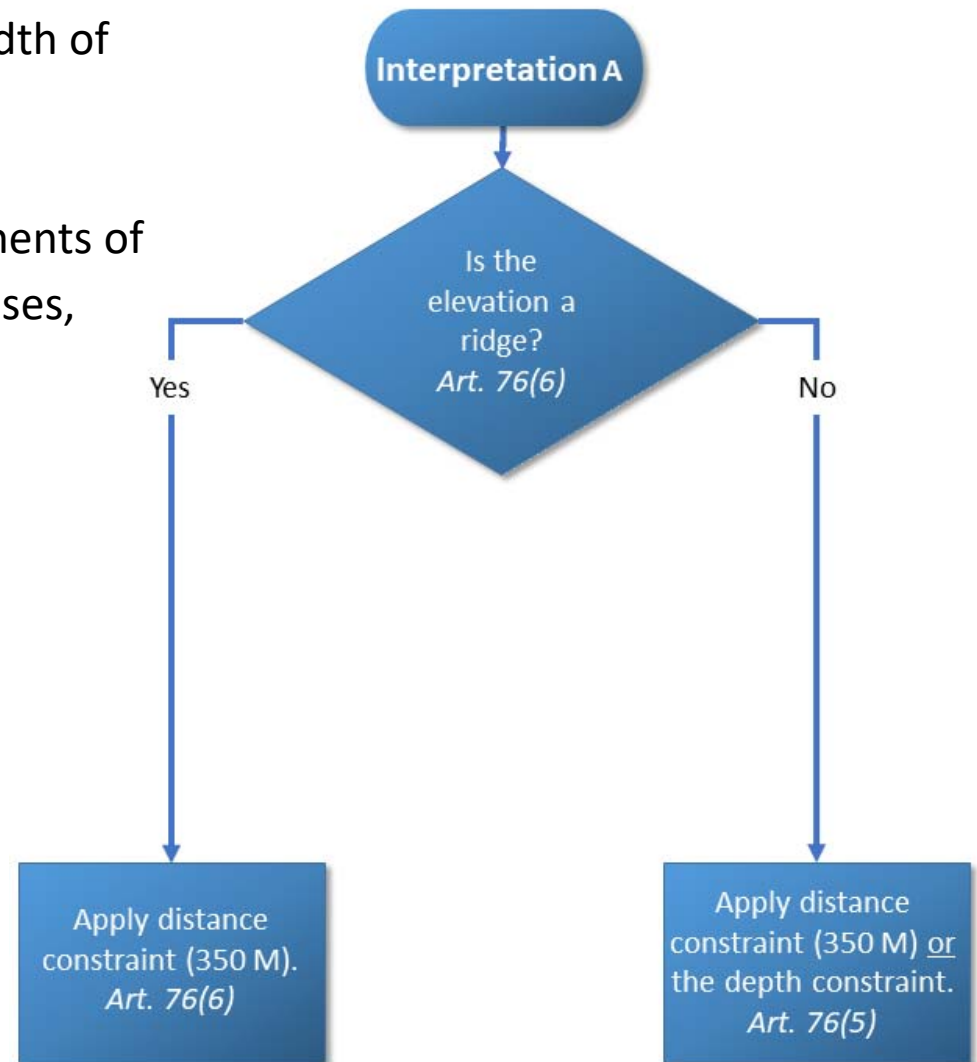 dth of
Interpretation A
nents of
ses,
Is the
elevation a
ridge?
Art. 76(6)
Yes
No
Apply distance
constraint (350 M).
Art. 76(6)
Apply distance
constraint (350 M) or
the depth constraint.
Art. 76(5)